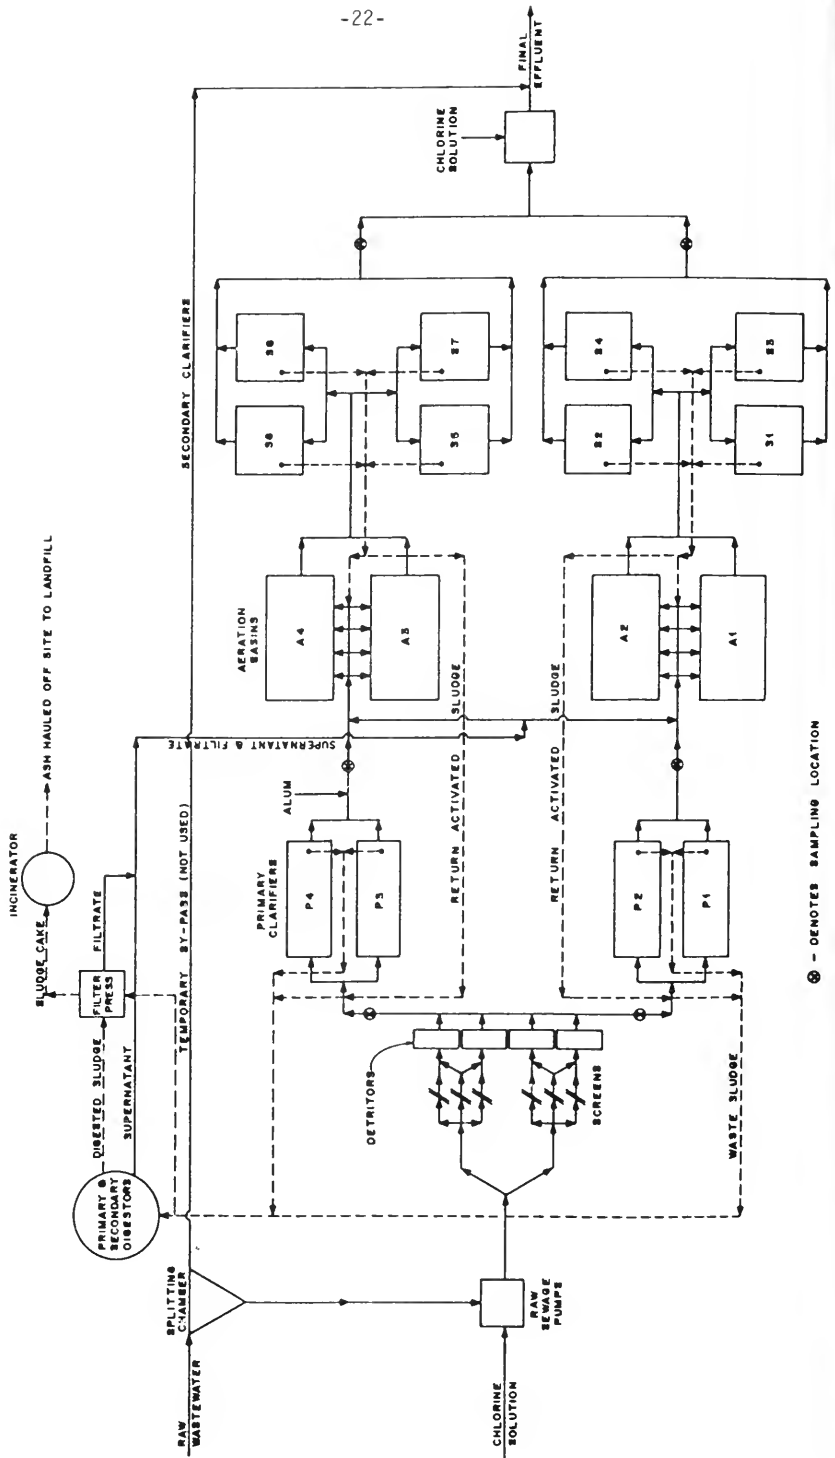 -22-
RAW
WASTEWATER
SPLITTING
CHAMBER
CHLORINE
SOLUTION
RAW
SEWAGE
PUMPS
PRIMARY &
SECONDARY
DIGESTORS
DIGESTED SLUDGE
SUPERNATANT
FILTER
PRESS
SLUDGE CAKE
FILTRATE
INCINERATOR
ASH HAULED OFF SITE TO LANDFILL
TEMPORARY BY-PASS (NOT USED)
SUPERNATANT & FILTRATE
DETRITORS
SCREENS
WASTE SLUDGE
PRIMARY
CLARIFIERS
P4
P3
P2
P1
ALUM
RETURN ACTIVATED SLUDGE
RETURN ACTIVATED SLUDGE
AERATION
BASINS
A4
A3
A2
A1
SECONDARY CLARIFIERS
S6
S6
S5
S7
S2
S4
S1
S3
CHLORINE
SOLUTION
FINAL
EFFLUENT
⊗ - DENOTES SAMPLING LOCATION